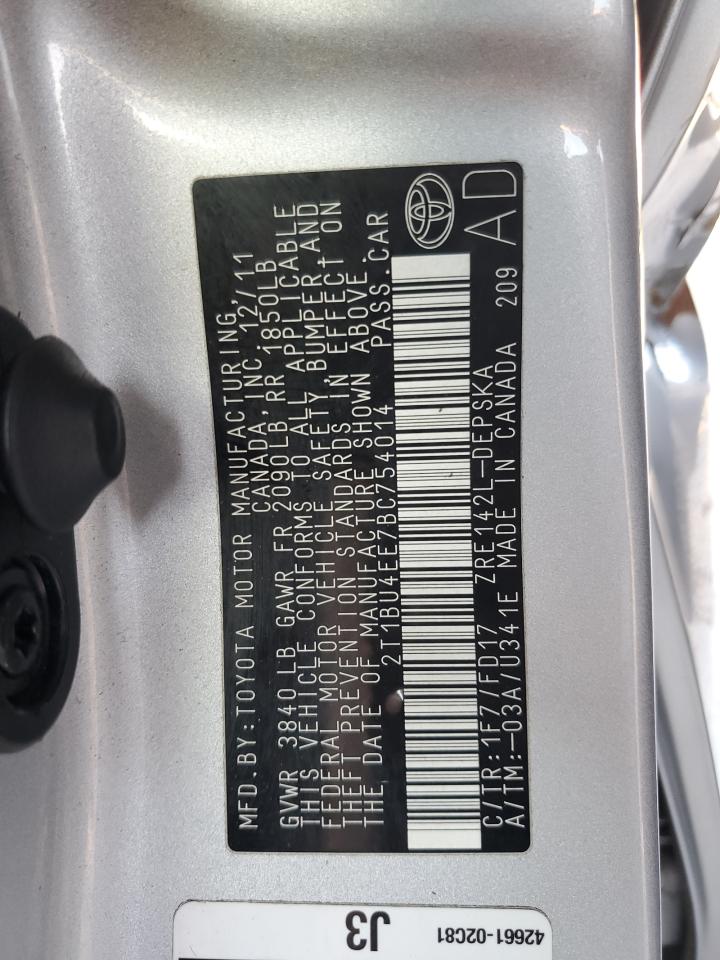 MFD.BY:TOYOTA MOTOR MANUFACTURING,
CANADA, INC. 12/11
GVWR 3840 LB GAWR FR 2090LB RR 1850LB
THIS VEHICLE CONFORMS TO ALL APPLICABLE
FEDERAL MOTOR VEHICLE SAFETY, BUMPER, AND
THEFT PREVENTION STANDARDS IN EFFECT ON
THE DATE OF MANUFACTURE SHOWN ABOVE.
2T1BU4EE7BC754014 PASS.CAR
C/TR:1F7/FD17 ZRE142L-DEPSKA
A/TM:-03A/U341E MADE IN CANADA 209
AD
J3
42661-02C81